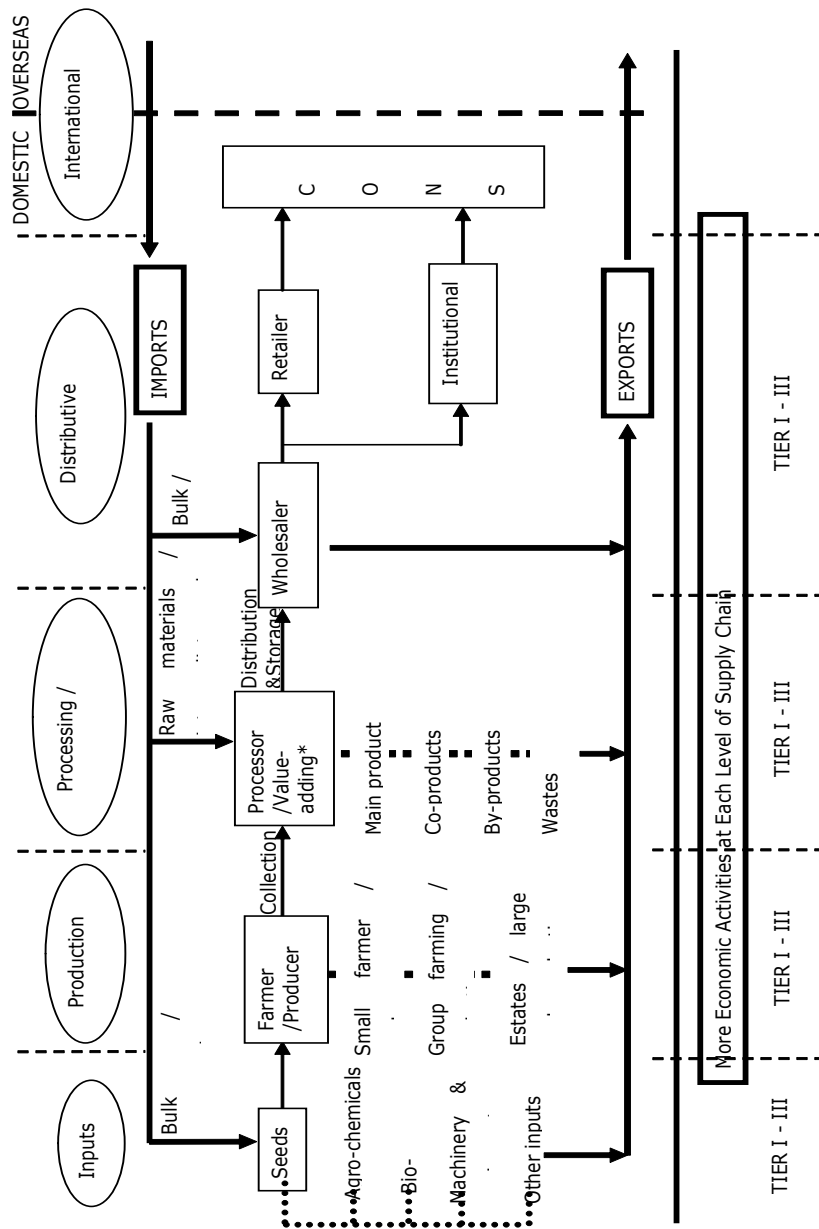 DOMESTIC OVERSEAS
Inputs
Production
Processing /
Distributive
International
IMPORTS
Bulk /
Raw materials /
Bulk /
Seeds
Farmer
/Producer
Collection
Processor
/Value-
adding*
Distribution
&Storage
Wholesaler
Retailer
Institutional
C
O
N
S
Agro-chemicals
Bio-
Machinery &
Other inputs
Small farmer /
Group farming /
Estates / large
Main product
Co-products
By-products
Wastes
EXPORTS
More Economic Activities at Each Level of Supply Chain
TIER I - III
TIER I - III
TIER I - III
TIER I - III